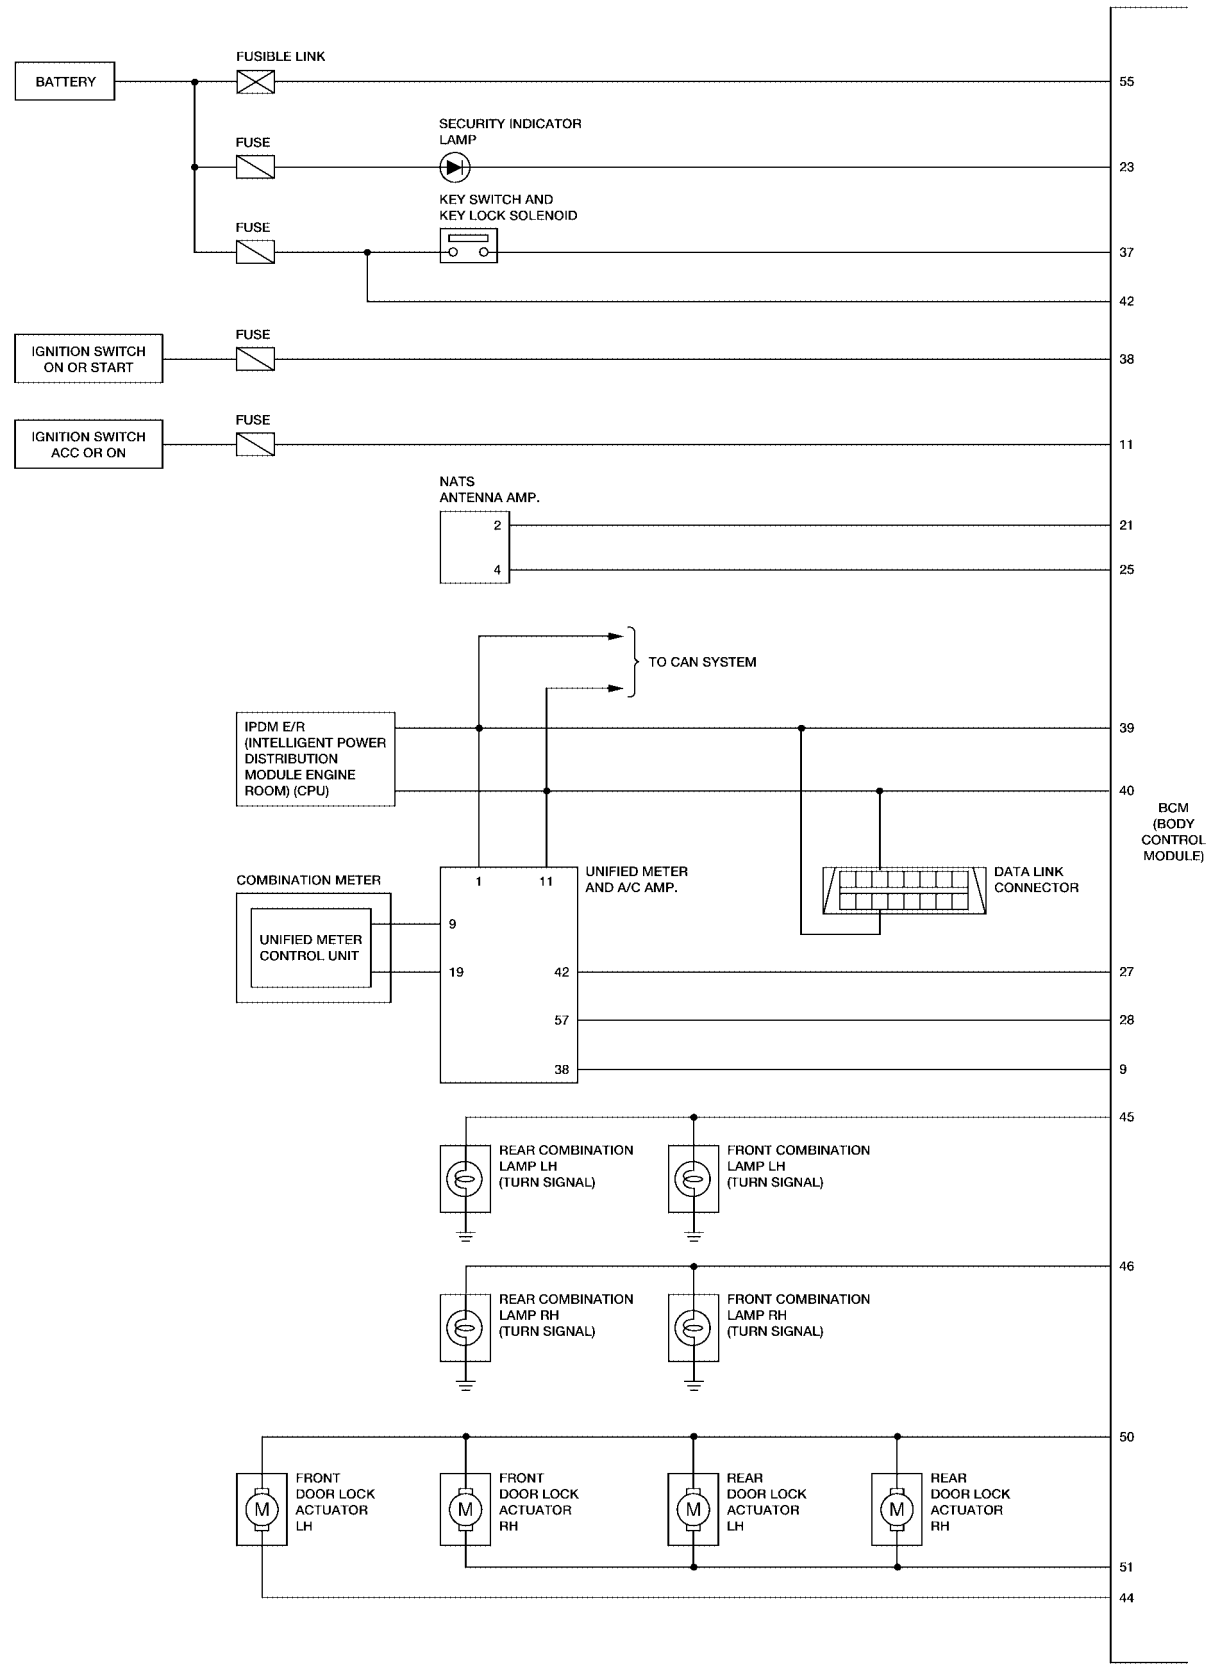 FUSIBLE LINK
BATTERY
55
SECURITY INDICATOR
LAMP
FUSE
23
KEY SWITCH AND
KEY LOCK SOLENOID
FUSE
37
42
FUSE
IGNITION SWITCH
ON OR START
38
FUSE
IGNITION SWITCH
ACC OR ON
11
NATS
ANTENNA AMP.
2
21
4
25
TO CAN SYSTEM
IPDM E/R
(INTELLIGENT POWER
DISTRIBUTION
MODULE ENGINE
ROOM) (CPU)
39
40
BCM
(BODY
CONTROL
MODULE)
COMBINATION METER
UNIFIED METER
CONTROL UNIT
1
11
UNIFIED METER
AND A/C AMP.
DATA LINK
CONNECTOR
9
19
42
27
57
28
38
9
45
REAR COMBINATION
LAMP LH
(TURN SIGNAL)
FRONT COMBINATION
LAMP LH
(TURN SIGNAL)
46
REAR COMBINATION
LAMP RH
(TURN SIGNAL)
FRONT COMBINATION
LAMP RH
(TURN SIGNAL)
50
M
FRONT
DOOR LOCK
ACTUATOR
LH
M
FRONT
DOOR LOCK
ACTUATOR
RH
M
REAR
DOOR LOCK
ACTUATOR
LH
M
REAR
DOOR LOCK
ACTUATOR
RH
51
44